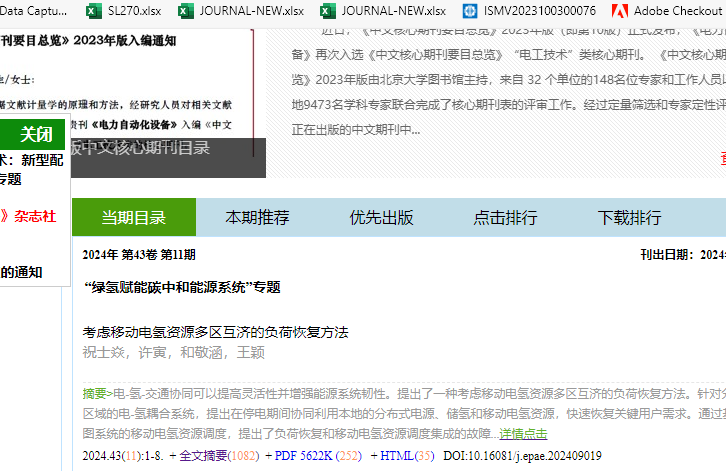 Data Captu... SL270.xlsx JOURNAL-NEW.xlsx JOURNAL-NEW.xlsx ISMV2023100300076 Adobe Checkout
刊要目总览》2023年版入编通知
/女士：
据文献计量学的原理和方法，经研究人员对相关文献
贵刊《电力自动化设备》入编《中文
版中文核心期刊目录
近日，《中文核心期刊要目总览》2023年版（即第10版）正式发布，《电力
备》再次入选《中文核心期刊要目总览》“电工技术”类核心期刊。 《中文核心期
览》2023年版由北京大学图书馆主持，来自 32 个单位的148名专家和工作人员以
地9473名学科专家联合完成了核心期刊表的评审工作。经过定量筛选和专家定性评
正在出版的中文期刊中...
关闭
术：新型配
专题
》杂志社
的通知
当期目录 本期推荐 优先出版 点击排行 下载排行
2024年 第43卷 第11期 刊出日期：2024
“绿氢赋能碳中和能源系统”专题
考虑移动电氢资源多区互济的负荷恢复方法
祝士焱，许寅，和敬涵，王颖
摘要>电-氢-交通协同可以提高灵活性并增强能源系统韧性。提出了一种考虑移动电氢资源多区互济的负荷恢复方法。针对分
区域的电-氢耦合系统，提出在停电期间协同利用本地的分布式电源、储氢和移动电氢资源，快速恢复关键用户需求。通过
图系统的移动电氢资源调度，提出了负荷恢复和移动电氢资源调度集成的故障...详情点击
2024.43(11):1-8. + 全文摘要(1082) + PDF 5622K (252) + HTML(35) DOI:10.16081/j.epae.202409019